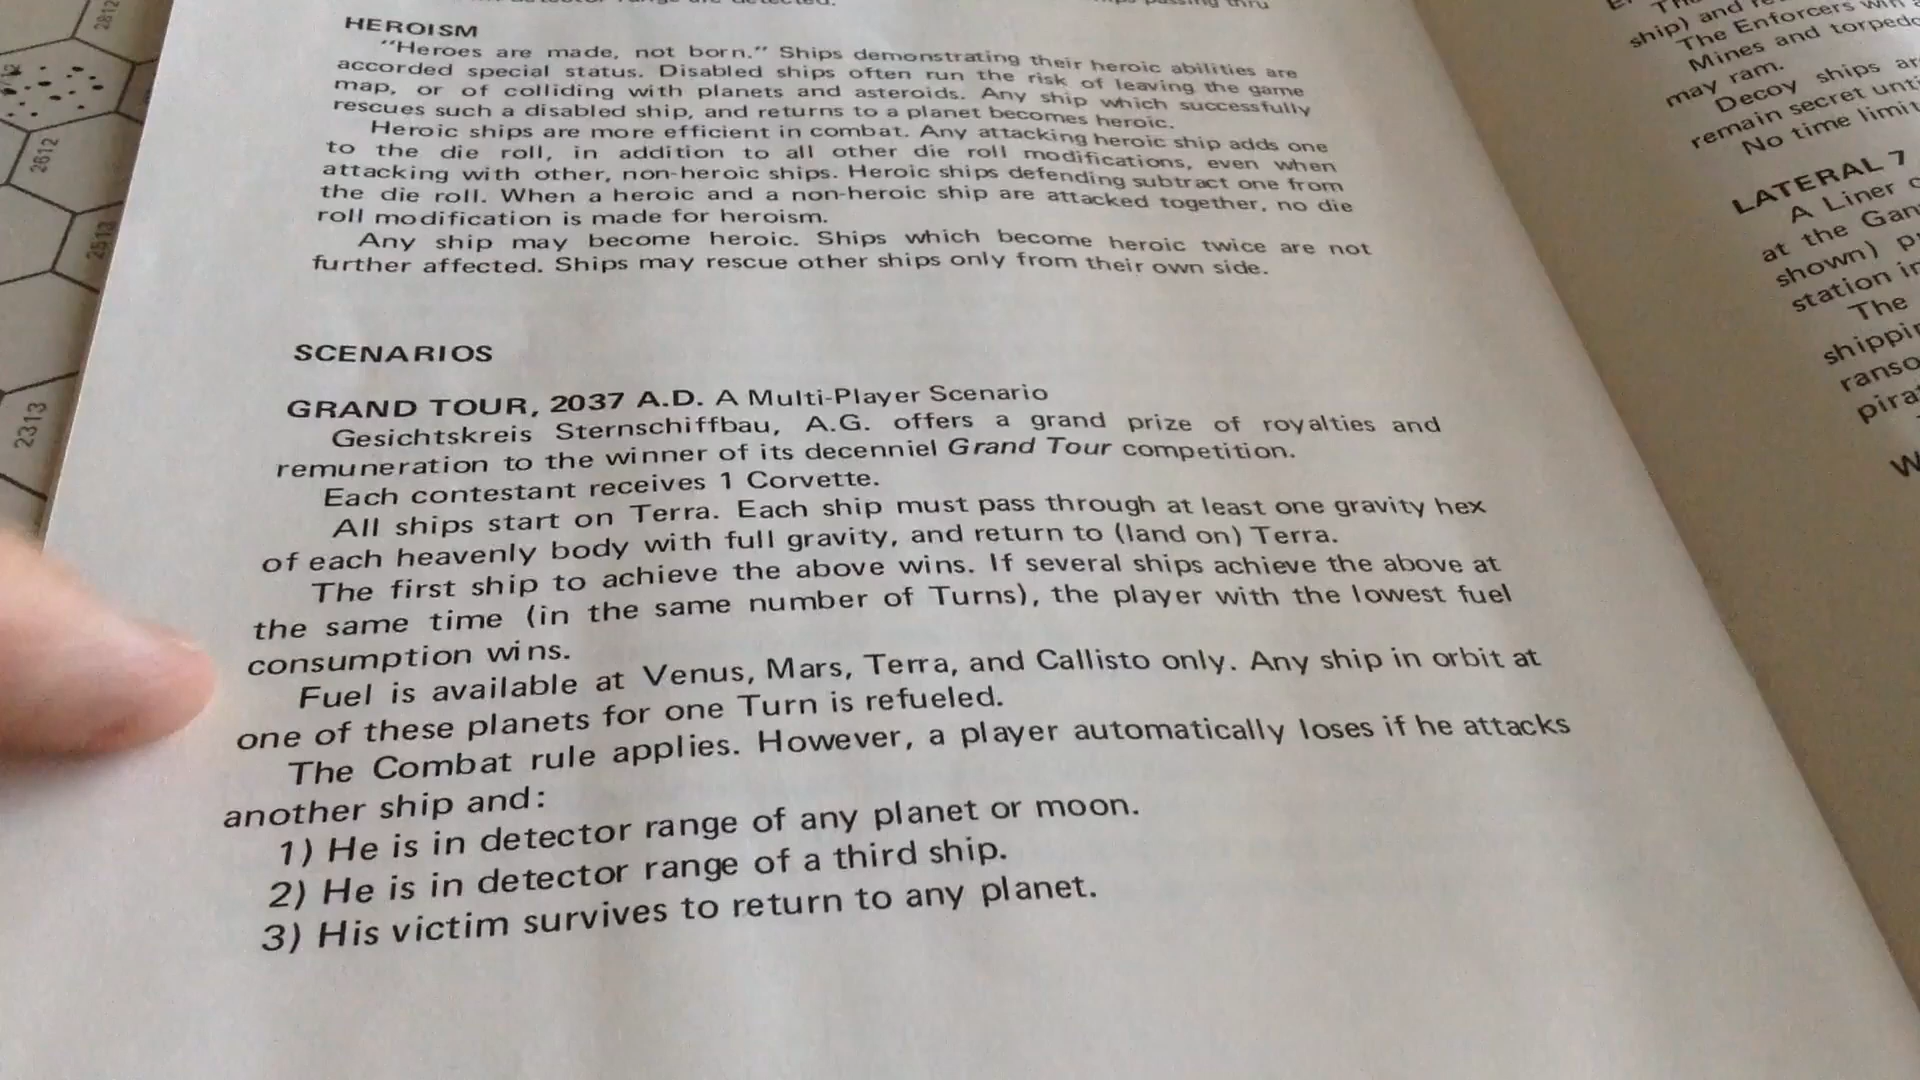 HEROISM
"Heroes are made, not born." Ships demonstrating their heroic abilities are
accorded special status. Disabled ships often run the risk of leaving the game
map, or of colliding with planets and asteroids. Any ship which successfully
rescues such a disabled ship, and returns to a planet becomes heroic.
Heroic ships are more efficient in combat. Any attacking heroic ship adds one
to the die roll, in addition to all other die roll modifications, even when
attacking with other, non-heroic ships. Heroic ships defending subtract one from
the die roll. When a heroic and a non-heroic ship are attacked together, no die
roll modification is made for heroism.
Any ship may become heroic. Ships which become heroic twice are not
further affected. Ships may rescue other ships only from their own side.
SCENARIOS
GRAND TOUR, 2037 A.D. A Multi-Player Scenario
Gesichtskreis Sternschiffbau, A.G. offers a grand prize of royalties and
remuneration to the winner of its decenniel Grand Tour competition.
Each contestant receives 1 Corvette.
All ships start on Terra. Each ship must pass through at least one gravity hex
of each heavenly body with full gravity, and return to (land on) Terra.
The first ship to achieve the above wins. If several ships achieve the above at
the same time (in the same number of Turns), the player with the lowest fuel
consumption wins.
Fuel is available at Venus, Mars, Terra, and Callisto only. Any ship in orbit at
one of these planets for one Turn is refueled.
The Combat rule applies. However, a player automatically loses if he attacks
another ship and:
1) He is in detector range of any planet or moon.
2) He is in detector range of a third ship.
3) His victim survives to return to any planet.
ship) and
The Enforcers win
Mines and
may ram.
Decoy ships
remain secret
No time
LATERAL 7
A Liner
at the
shown)
station
The
2812
2612
2513
2313